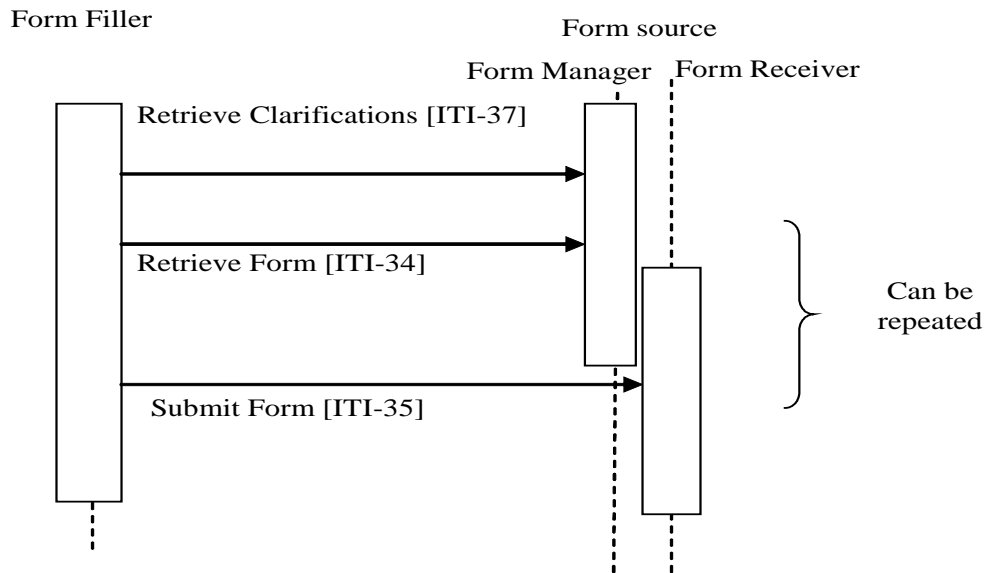 Form Filler
Form source
Form Manager
Form Receiver
Retrieve Clarifications [ITI-37]
Retrieve Form [ITI-34]
Can be
repeated
Submit Form [ITI-35]